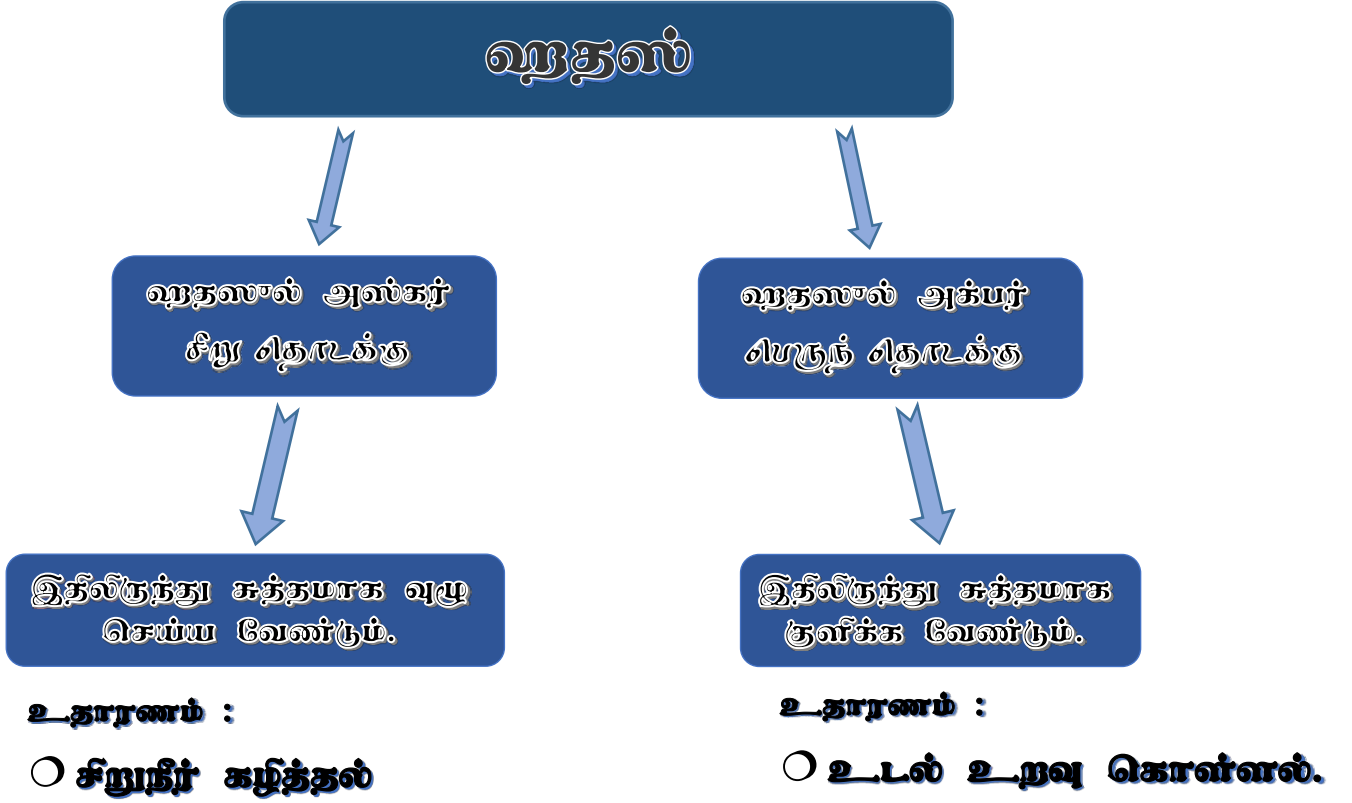 ஹதஸ்
ஹதஸுல் அஸ்கர்
சிறு தொடக்கு
ஹதஸுல் அக்பர்
பெருந் தொடக்கு
இதிலிருந்து சுத்தமாக வுழு
செய்ய வேண்டும்.
இதிலிருந்து சுத்தமாக
குளிக்க வேண்டும்.
உதாரணம் :
சிறுநீர் கழித்தல்
உதாரணம் :
உடல் உறவு கொள்ளல்.